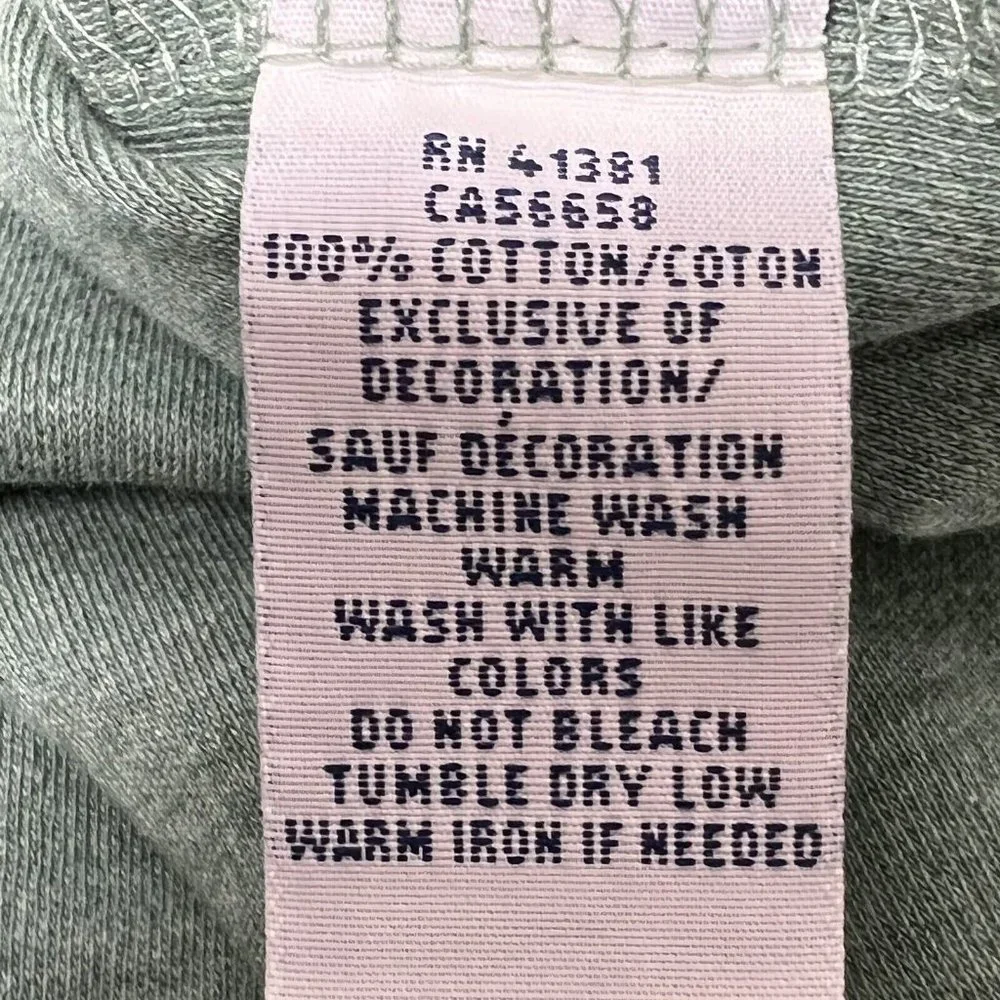 RN 41381
CA56658
100% COTTON/COTON
EXCLUSIVE OF
DECORATION/
SAUF DÉCORATION
MACHINE WASH
WARM
WASH WITH LIKE
COLORS
DO NOT BLEACH
TUMBLE DRY LOW
WARM IRON IF NEEDED